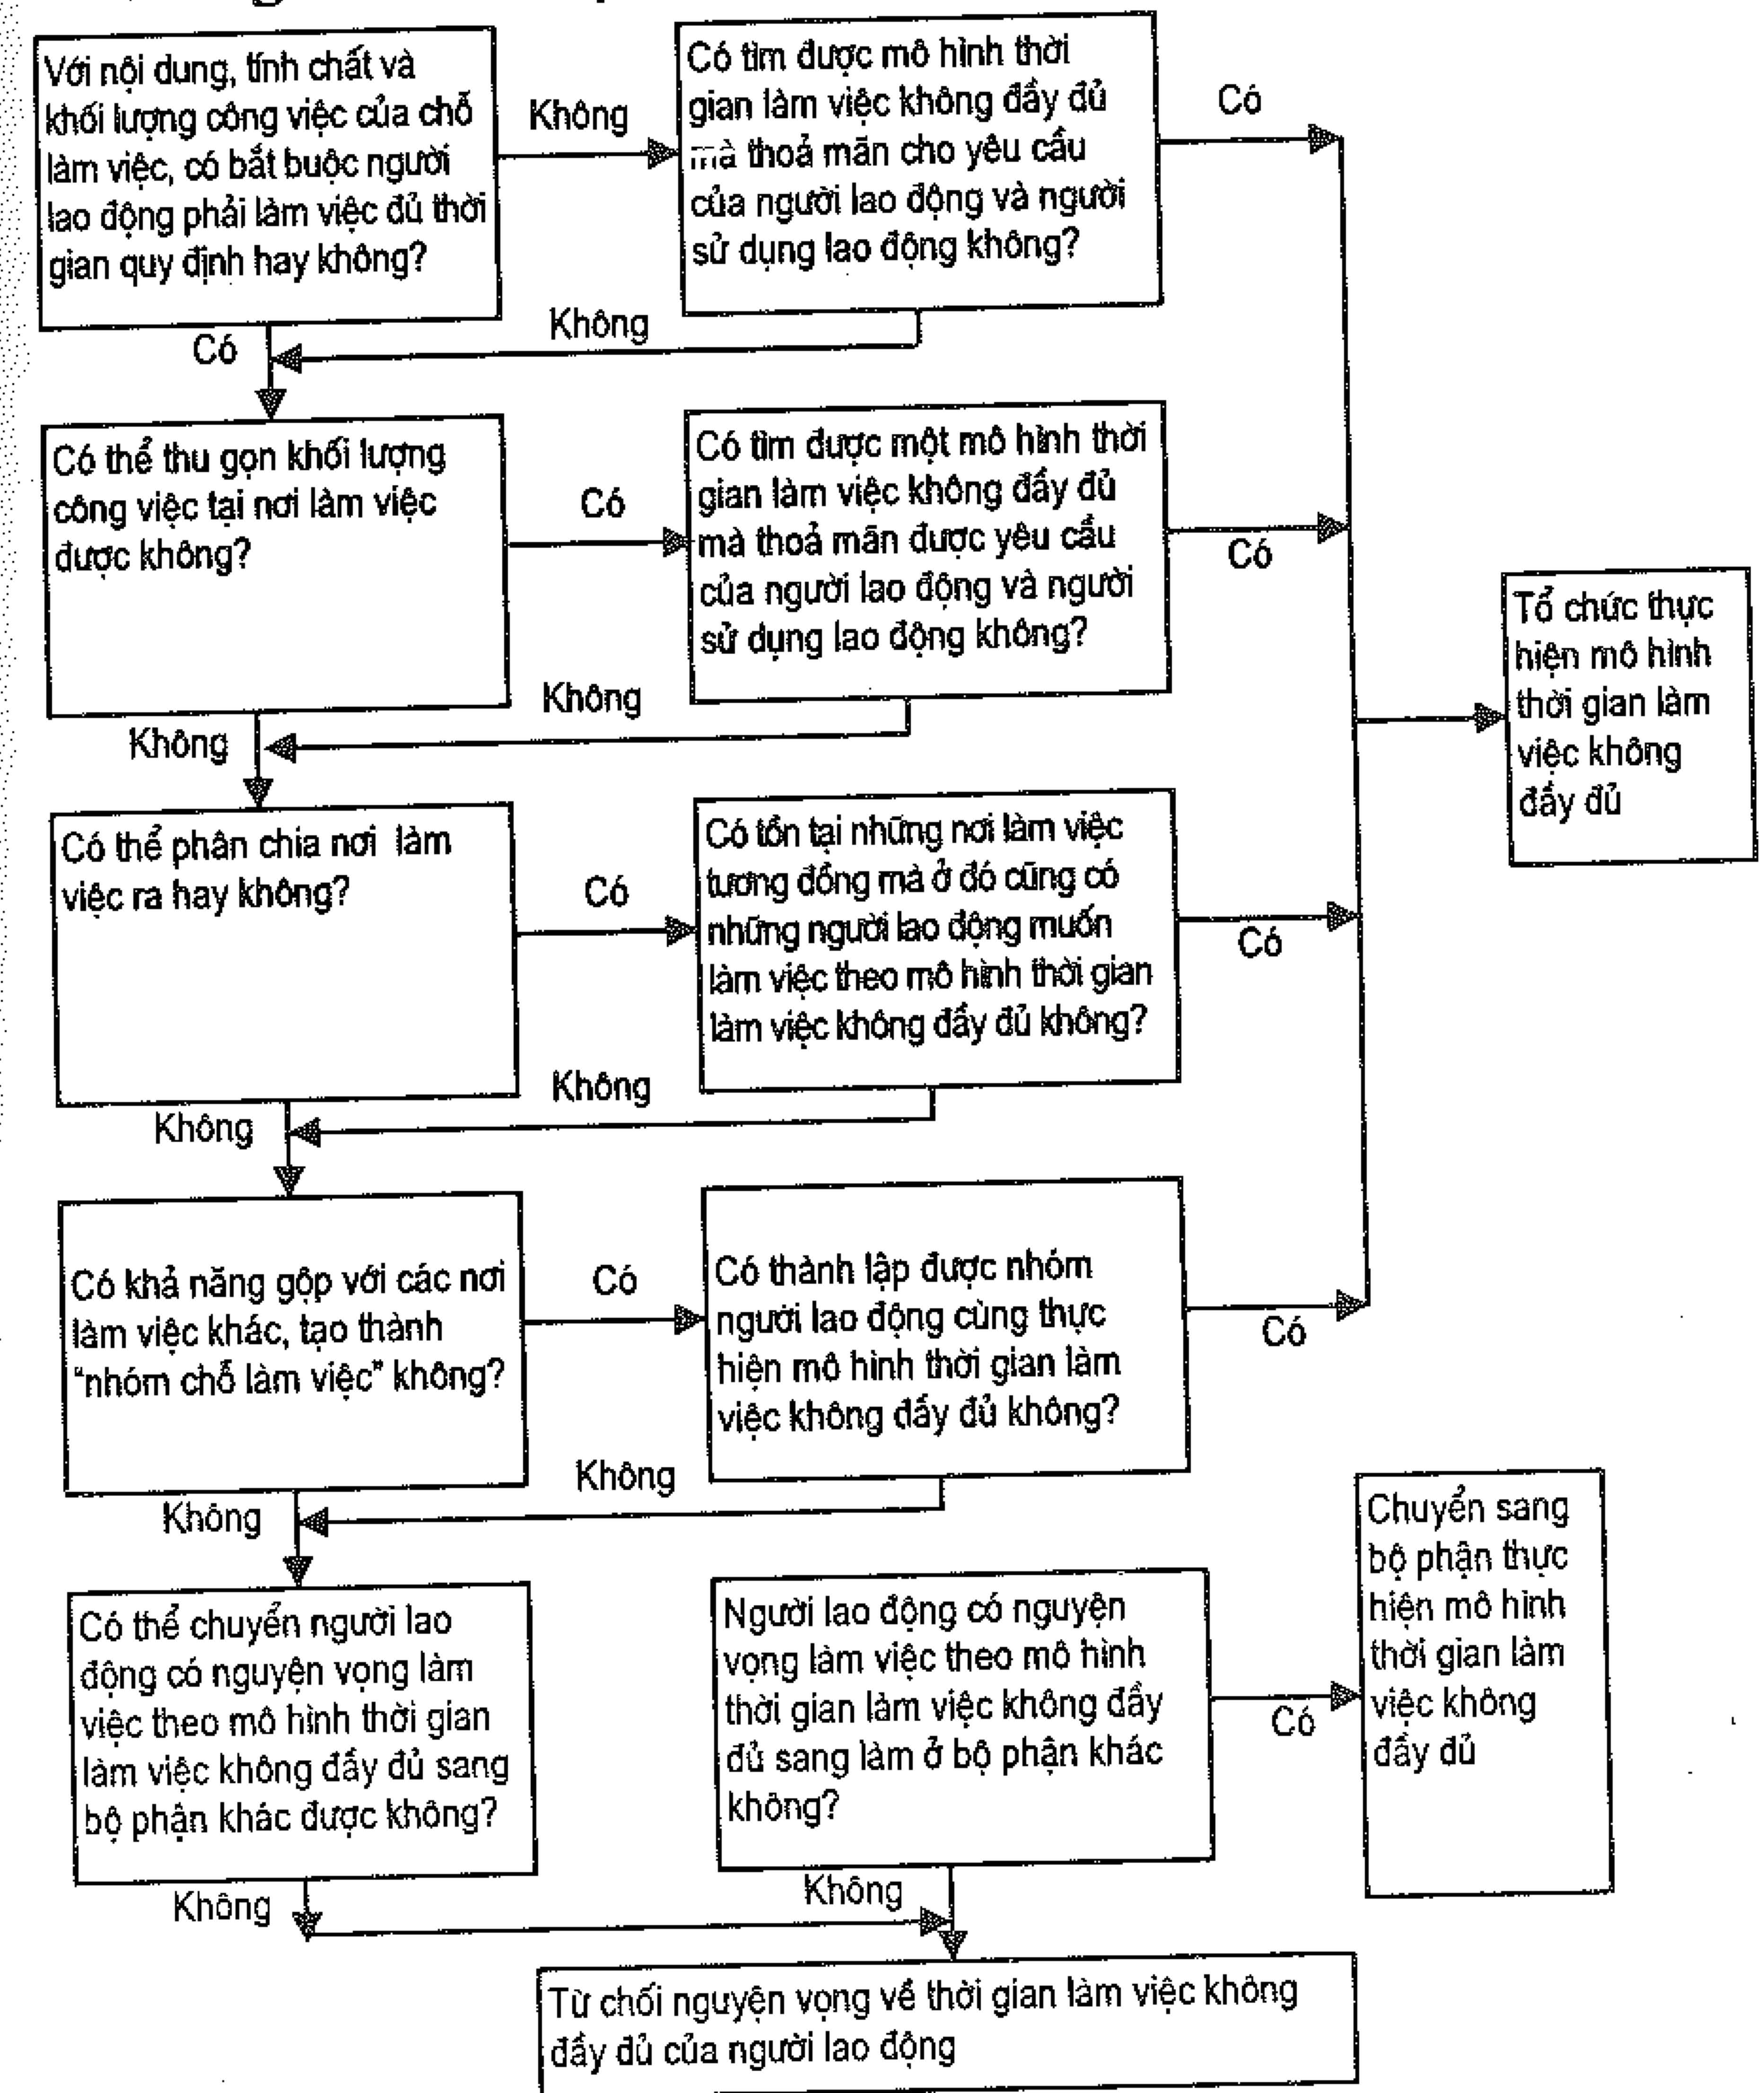 Với nội dung, tính chất và
khối lượng công việc của chỗ
làm việc, có bắt buộc người
lao động phải làm việc đủ thời
gian quy định hay không?
Không
Có tìm được mô hình thời
gian làm việc không đầy đủ
mà thoả mãn cho yêu cầu
của người lao động và người
sử dụng lao động không?
Có
Không
Có
Có thể thu gọn khối lượng
công việc tại nơi làm việc
được không?
Có
Có tìm được một mô hình thời
gian làm việc không đầy đủ
mà thoả mãn được yêu cầu
của người lao động và người
sử dụng lao động không?
Có
Tổ chức thực
hiện mô hình
thời gian làm
việc không
đầy đủ
Không
Không
Có thể phân chia nơi làm
việc ra hay không?
Có
Có tồn tại những nơi làm việc
tương đồng mà ở đó cũng có
những người lao động muốn
làm việc theo mô hình thời gian
làm việc không đầy đủ không?
Có
Không
Không
Có khả năng gộp với các nơi
làm việc khác, tạo thành
“nhóm chỗ làm việc” không?
Có
Có thành lập được nhóm
người lao động cùng thực
hiện mô hình thời gian làm
việc không đầy đủ không?
Có
Không
Không
Có thể chuyển người lao
động có nguyện vọng làm
việc theo mô hình thời gian
làm việc không đầy đủ sang
bộ phận khác được không?
Người lao động có nguyện
vọng làm việc theo mô hình
thời gian làm việc không đầy
đủ sang làm ở bộ phận khác
không?
Có
Chuyển sang
bộ phận thực
hiện mô hình
thời gian làm
việc không
đầy đủ
Không
Không
Từ chối nguyện vọng về thời gian làm việc không
đầy đủ của người lao động